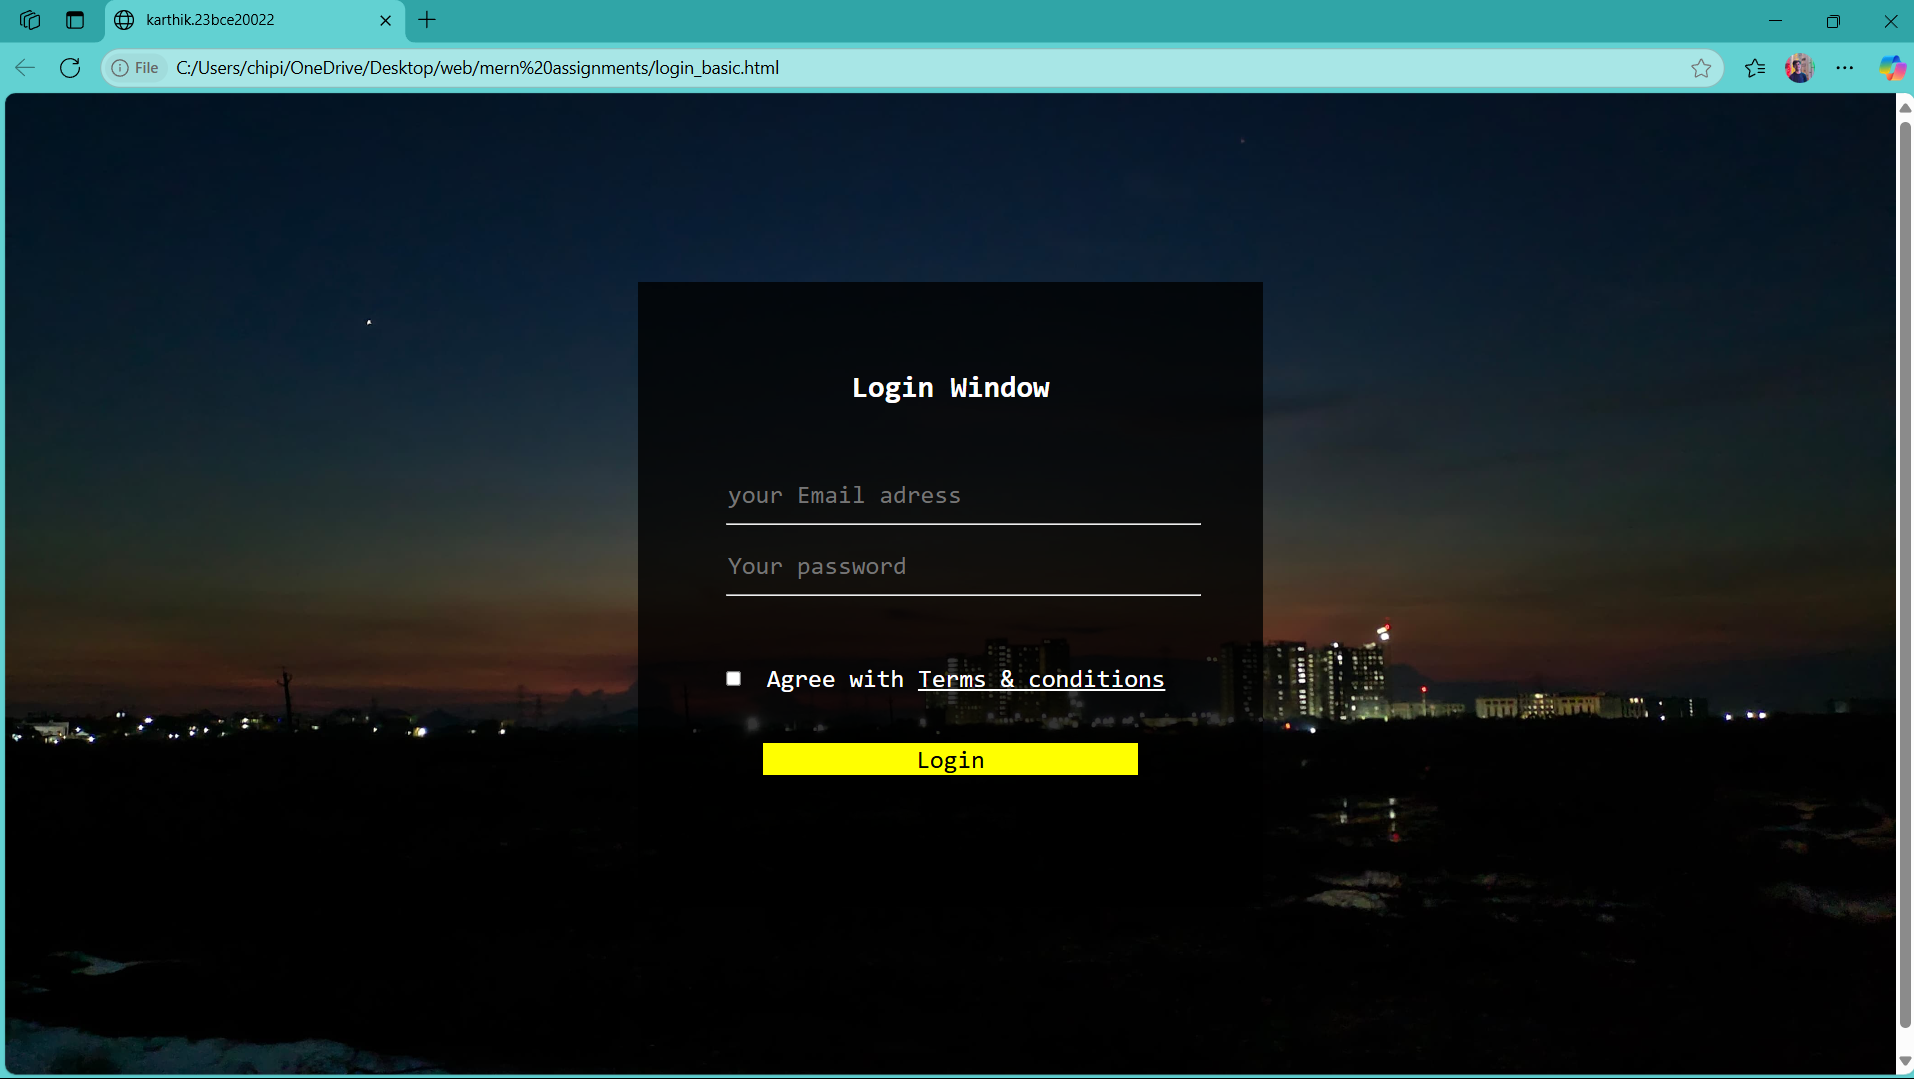 karthik.23bce20022
File C:/Users/chipi/OneDrive/Desktop/web/mern%20assignments/login_basic.html
Login Window
your Email adress
Your password
Agree with Terms & conditions
Login